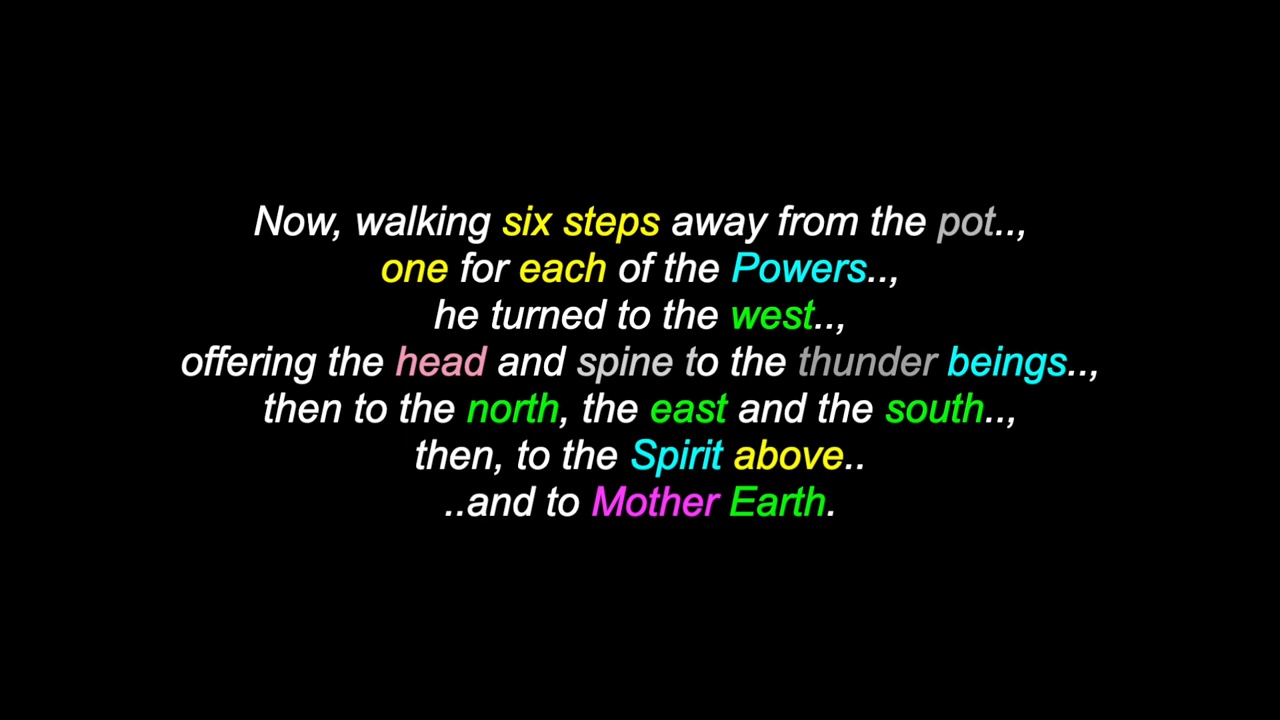 Now, walking six steps away from the pot..,
one for each of the Powers..,
he turned to the west..,
offering the head and spine to the thunder beings..,
then to the north, the east and the south..,
then, to the Spirit above..
..and to Mother Earth.